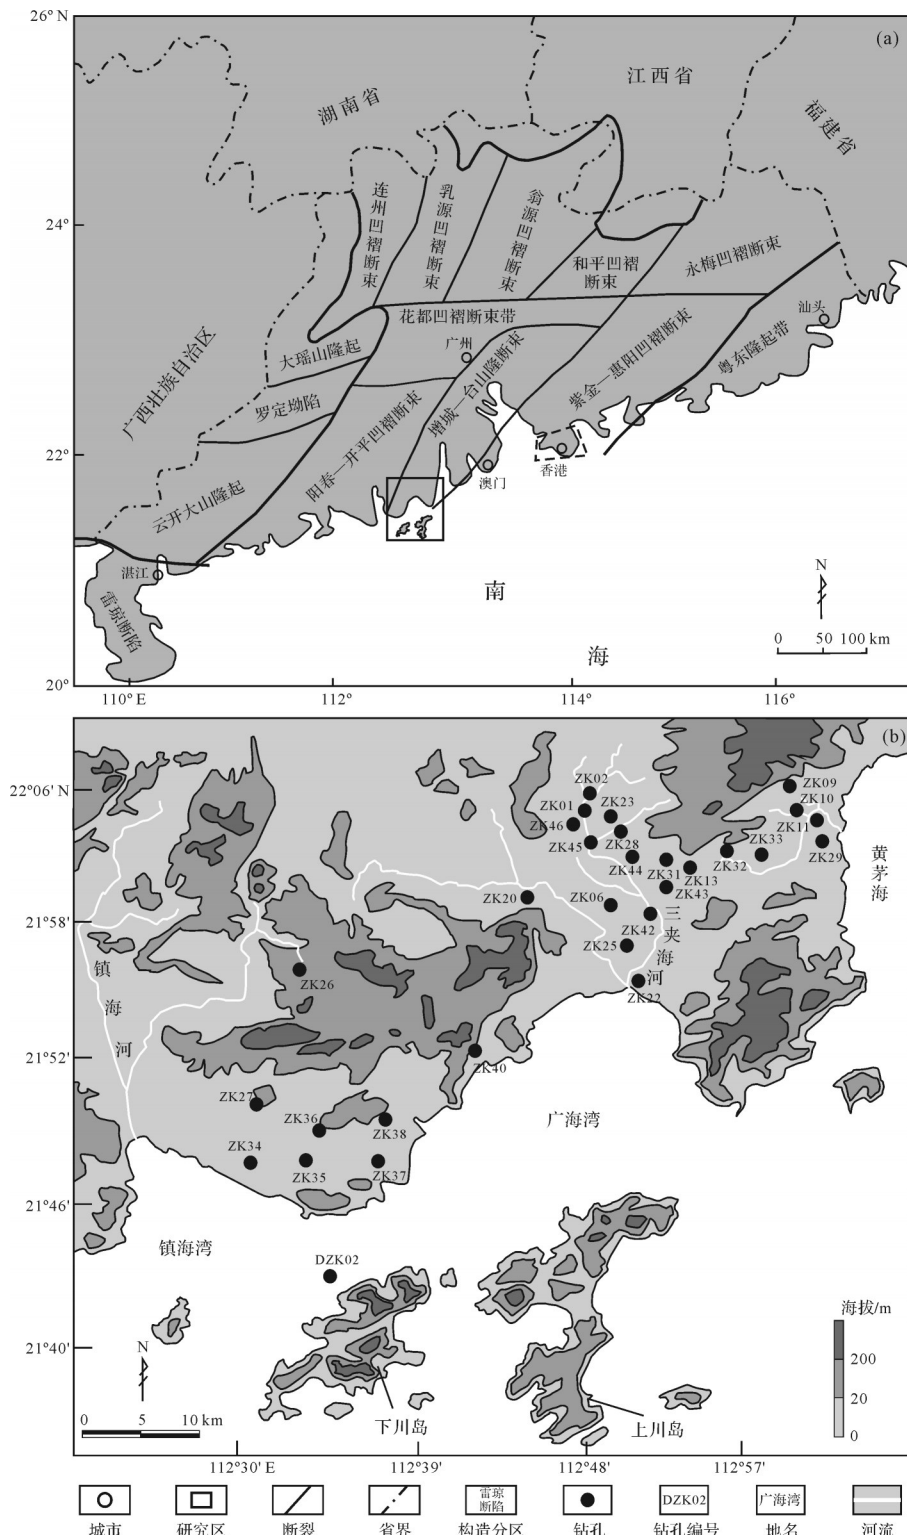 26° N
(a)
江西省
湖南省
福建省
24°
连州凹褶断束
乳源凹褶断束
翁源凹褶断束
和平凹褶
断束
永梅凹褶断束
花都凹褶断束带
汕头
广州
大瑶山隆起
广西壮族自治区
罗定坳陷
增城—台山隆断束
紫金—惠阳凹褶断束
粤东隆起带
22°
阳春—开平凹褶断束
香港
澳门
云开大山隆起
湛江
雷琼断陷
南
海
N
0 50 100 km
20°
110° E
112°
114°
116°
(b)
22°06′ N
ZK02
ZK09
ZK01
ZK23
ZK10
ZK46
ZK11
ZK45
ZK28
ZK33
ZK29
ZK44
ZK31
ZK13
ZK32
黄茅海
ZK43
ZK20
ZK06
21°58′
ZK42
三夹海河
ZK25
镇海河
ZK26
ZK22
21°52′
ZK40
ZK27
ZK36
ZK38
广海湾
ZK34
ZK35
ZK37
21°46′
镇海湾
DZK02
海拔/m
200
20
0
21°40′
N
0 5 10 km
下川岛
上川岛
112°30′ E
112°39′
112°48′
112°57′
雷琼
断陷
DZK02
广海湾
城市
研究区
断裂
省界
构造分区
钻孔
钻孔编号
地名
河流